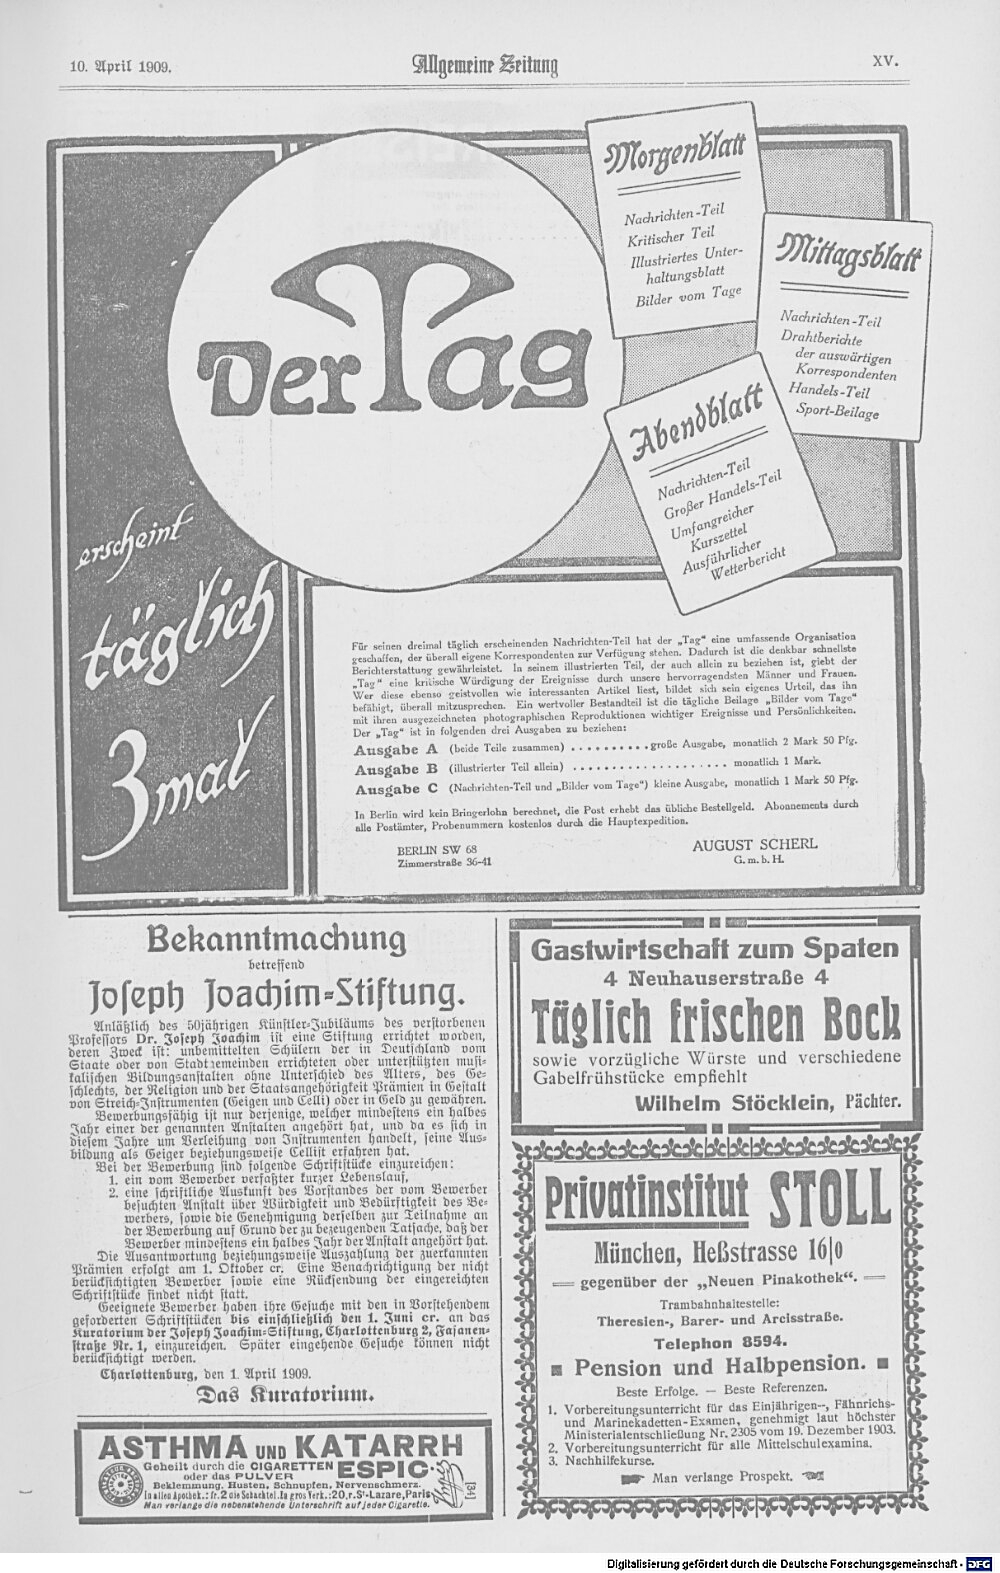 10. April 1909.
Allgemeine Zeitung
XV.
Der Tag
erscheint
täglich
3mal
Morgenblatt
Nachrichten-Teil
Kritischer Teil
Illustriertes Unter-
haltungsblatt
Bilder vom Tage
Mittagsblatt
Nachrichten-Teil
Drahtberichte
der auswärtigen
Korrespondenten
Handels-Teil
Sport-Beilage
Abendblatt
Nachrichten-Teil
Großer Handels-Teil
Umfangreicher
Kurszettel
Ausführlicher
Wetterbericht
Für seinen dreimal täglich erscheinenden Nachrichten-Teil hat der „Tag“ eine umfassende Organisation
geschaffen, der überall eigene Korrespondenten zur Verfügung stehen. Dadurch ist die denkbar schnellste
Berichterstattung gewährleistet. In seinem illustrierten Teil, der auch allein zu beziehen ist, giebt der
„Tag“ eine kritische Würdigung der Ereignisse durch unsere hervorragendsten Männer und Frauen.
Wer diese ebenso geistvollen wie interessanten Artikel liest, bildet sich sein eigenes Urteil, das ihn
befähigt, überall mitzusprechen. Ein wertvoller Bestandteil ist die tägliche Beilage „Bilder vom Tage“
mit ihren ausgezeichneten photographischen Reproduktionen wichtiger Ereignisse und Persönlichkeiten.
Der „Tag“ ist in folgenden drei Ausgaben zu beziehen:
Ausgabe A (beide Teile zusammen) . . . . . . . . . . große Ausgabe, monatlich 2 Mark 50 Pfg.
Ausgabe B (illustrierter Teil allein) . . . . . . . . . . . . . . . . . . . . monatlich 1 Mark.
Ausgabe C (Nachrichten-Teil und „Bilder vom Tage“) kleine Ausgabe, monatlich 1 Mark 50 Pfg.
In Berlin wird kein Bringerlohn berechnet, die Post erhebt das übliche Bestellgeld. Abonnements durch
alle Postämter, Probenummern kostenlos durch die Hauptexpedition.
BERLIN SW 68
Zimmerstraße 36-41
AUGUST SCHERL
G. m. b. H.
Bekanntmachung
betreffend
Joseph Joachim-Stiftung.
Anläßlich des 50jährigen Künstler-Jubiläums des verstorbenen
Professors Dr. Joseph Joachim ist eine Stiftung errichtet worden,
deren Zweck ist: unbemittelten Schülern der in Deutschland vom
Staate oder von Stadtgemeinden errichteten oder unterstützten musi-
kalischen Bildungsanstalten ohne Unterschied des Alters, des Ge-
schlechts, der Religion und der Staatsangehörigkeit Prämien in Gestalt
von Streich-Instrumenten (Geigen und Celli) oder in Geld zu gewähren.
Bewerbungsfähig ist nur derjenige, welcher mindestens ein halbes
Jahr einer der genannten Anstalten angehört hat, und da es sich in
diesem Jahre um Verleihung von Instrumenten handelt, seine Aus-
bildung als Geiger beziehungsweise Cellist erfahren hat.
Bei der Bewerbung sind folgende Schriftstücke einzureichen:
1. ein vom Bewerber verfaßter kurzer Lebenslauf,
2. eine schriftliche Auskunft des Vorstandes der vom Bewerber
besuchten Anstalt über Würdigkeit und Bedürftigkeit des Be-
werbers, sowie die Genehmigung derselben zur Teilnahme an
der Bewerbung auf Grund der zu bezeugenden Tatsache, daß der
Bewerber mindestens ein halbes Jahr der Anstalt angehört hat.
Die Ausantwortung beziehungsweise Auszahlung der zuerkannten
Prämien erfolgt am 1. Oktober cr. Eine Benachrichtigung der nicht
berücksichtigten Bewerber sowie eine Rücksendung der eingereichten
Schriftstücke findet nicht statt.
Geeignete Bewerber haben ihre Gesuche mit den in Vorstehendem
geforderten Schriftstücken bis einschließlich den 1. Juni cr. an das
Kuratorium der Joseph Joachim-Stiftung, Charlottenburg 2, Fasanen-
straße Nr. 1, einzureichen. Später eingehende Gesuche können nicht
berücksichtigt werden.
Charlottenburg, den 1. April 1909.
Das Kuratorium.
ASTHMA UND KATARRH
Geheilt durch die CIGARETTEN ESPIC
oder das PULVER
Beklemmung, Husten, Schnupfen, Nervenschmerz.
In allen Apothek.: fr. 2 die Schachtel. En gros Verk.: 20, r. St-Lazare, Paris
Man verlange die nebenstehende Unterschrift auf jeder Cigarette.
[34]
Gastwirtschaft zum Spaten
4 Neuhauserstraße 4
Täglich frischen Bock
sowie vorzügliche Würste und verschiedene
Gabelfrühstücke empfiehlt
Wilhelm Stöcklein, Pächter.
Privatinstitut STOLL
München, Heßstrasse 16|0
gegenüber der „Neuen Pinakothek“.
Trambahnhaltestelle:
Theresien-, Barer- und Arcisstraße.
Telephon 8594.
Pension und Halbpension.
Beste Erfolge. — Beste Referenzen.
1. Vorbereitungsunterricht für das Einjährigen-, Fähnrichs-
und Marinekadetten-Examen, genehmigt laut höchster
Ministerialentschließung Nr. 2305 vom 19. Dezember 1903.
2. Vorbereitungsunterricht für alle Mittelschulexamina.
3. Nachhilfekurse.
Man verlange Prospekt.
Digitalisierung gefördert durch die Deutsche Forschungsgemeinschaft - DFG